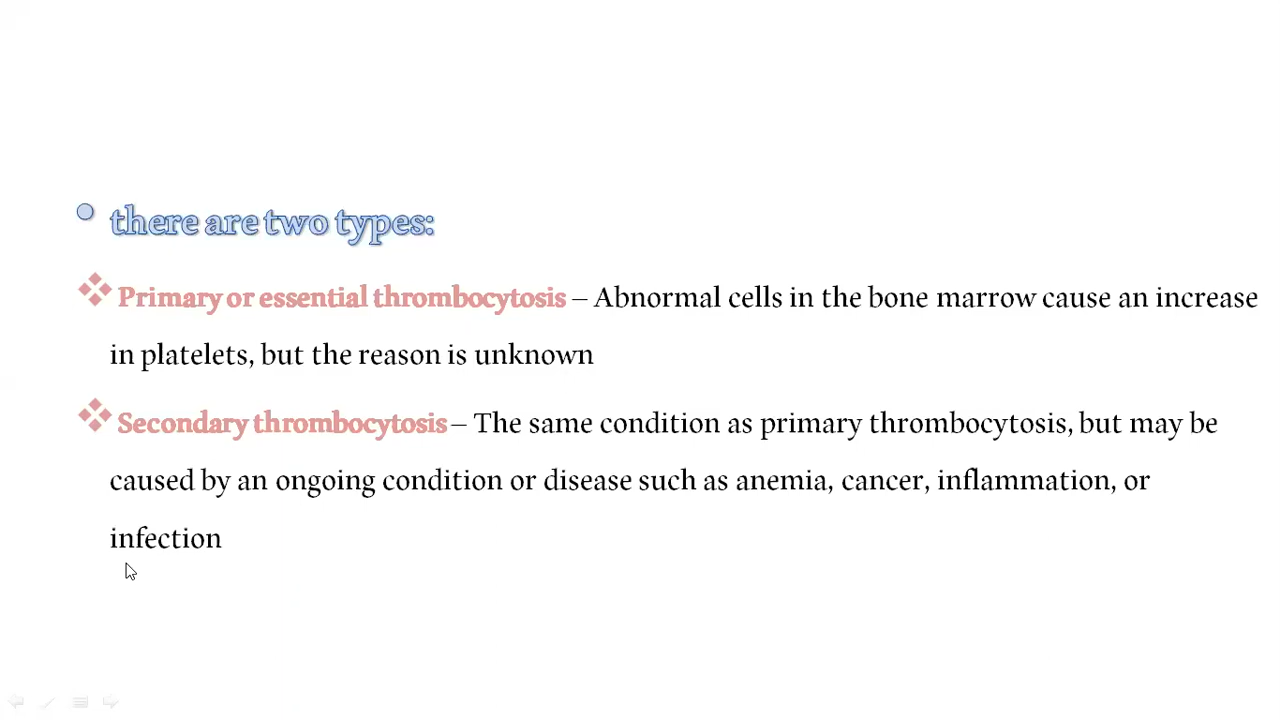 there are two types:
Primary or essential thrombocytosis – Abnormal cells in the bone marrow cause an increase
in platelets, but the reason is unknown
Secondary thrombocytosis – The same condition as primary thrombocytosis, but may be
caused by an ongoing condition or disease such as anemia, cancer, inflammation, or
infection